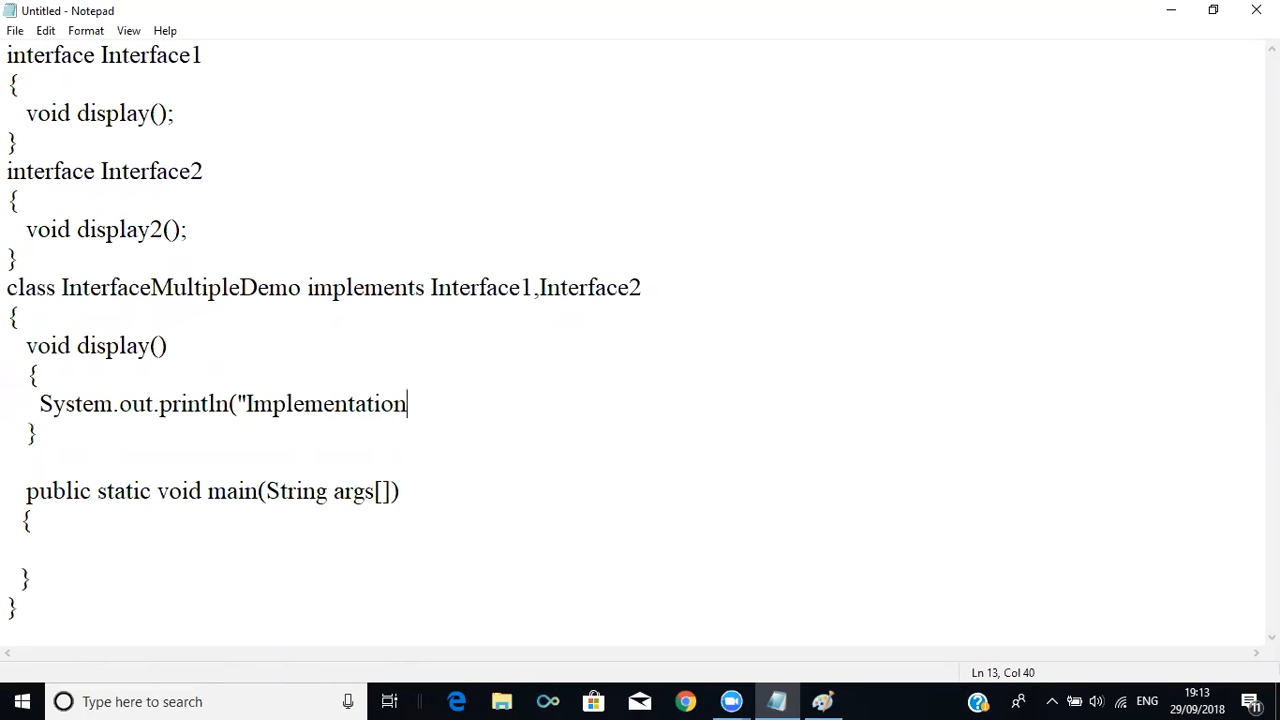 Untitled - Notepad
File Edit Format View Help
interface Interface1
{
void display();
}
interface Interface2
{
void display2();
}
class InterfaceMultipleDemo implements Interface1,Interface2
{
void display()
{
System.out.println("Implementation
}
public static void main(String args[])
{
}
}
Ln 13, Col 40
Type here to search
ENG
19:13
29/09/2018
11